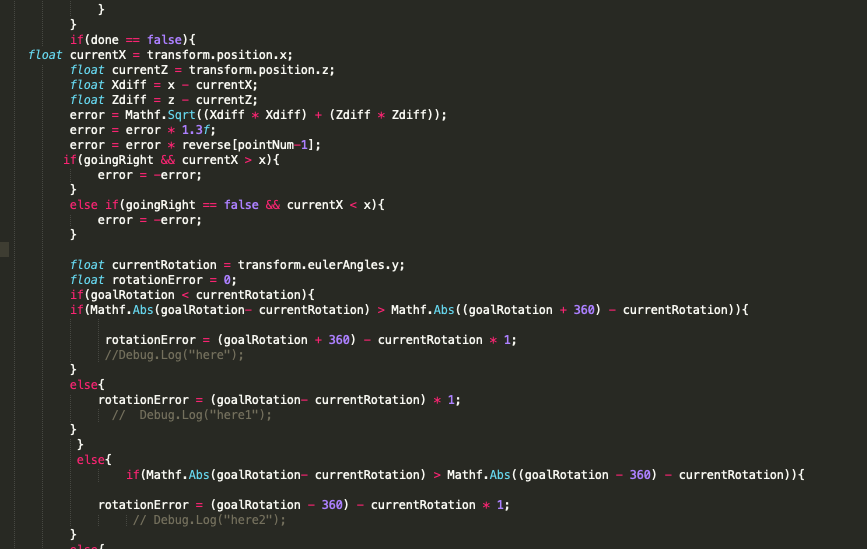 }
}
if(done == false){
float currentX = transform.position.x;
float currentZ = transform.position.z;
float Xdiff = x - currentX;
float Zdiff = z - currentZ;
error = Mathf.Sqrt((Xdiff * Xdiff) + (Zdiff * Zdiff));
error = error * 1.3f;
error = error * reverse[pointNum-1];
if(goingRight && currentX > x){
error = -error;
}
else if(goingRight == false && currentX < x){
error = -error;
}
float currentRotation = transform.eulerAngles.y;
float rotationError = 0;
if(goalRotation < currentRotation){
if(Mathf.Abs(goalRotation- currentRotation) > Mathf.Abs((goalRotation + 360) - currentRotation)){
rotationError = (goalRotation + 360) - currentRotation * 1;
//Debug.Log("here");
}
else{
rotationError = (goalRotation- currentRotation) * 1;
// Debug.Log("here1");
}
}
else{
if(Mathf.Abs(goalRotation- currentRotation) > Mathf.Abs((goalRotation - 360) - currentRotation)){
rotationError = (goalRotation - 360) - currentRotation * 1;
// Debug.Log("here2");
}
else{